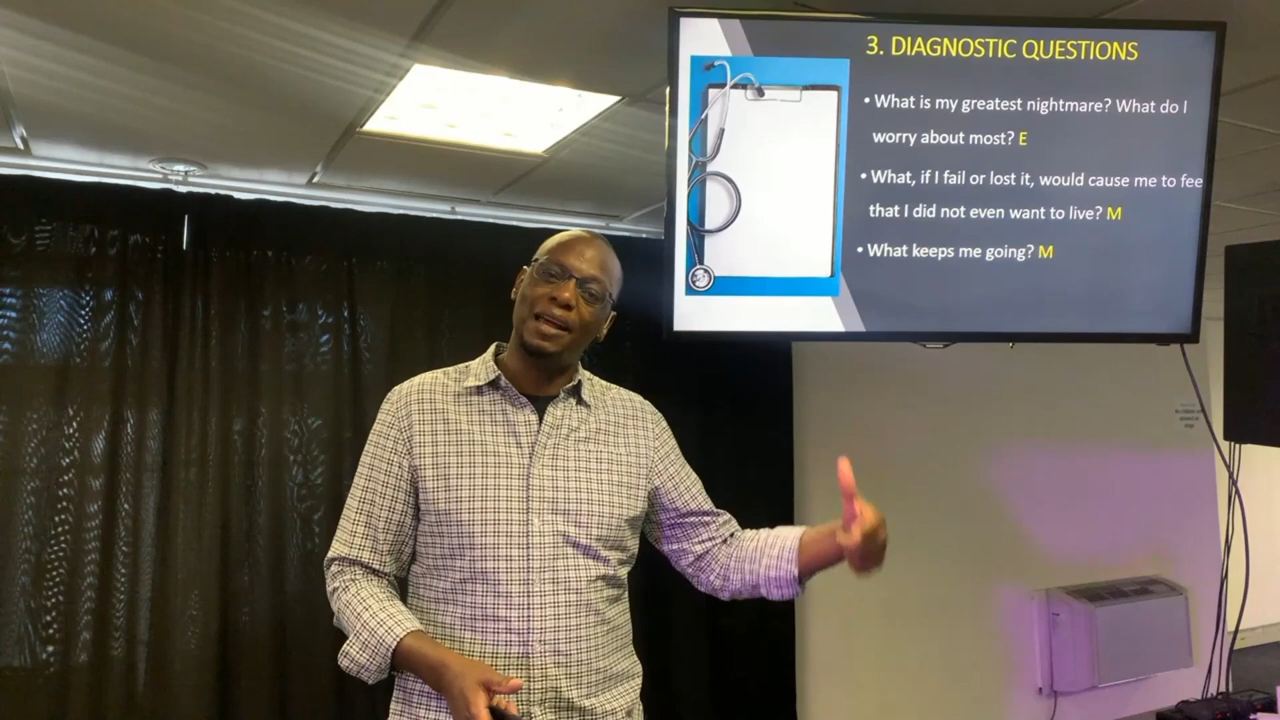 3. DIAGNOSTIC QUESTIONS
• What is my greatest nightmare? What do I
worry about most? E
• What, if I fail or lost it, would cause me to fee
that I did not even want to live? M
• What keeps me going? M